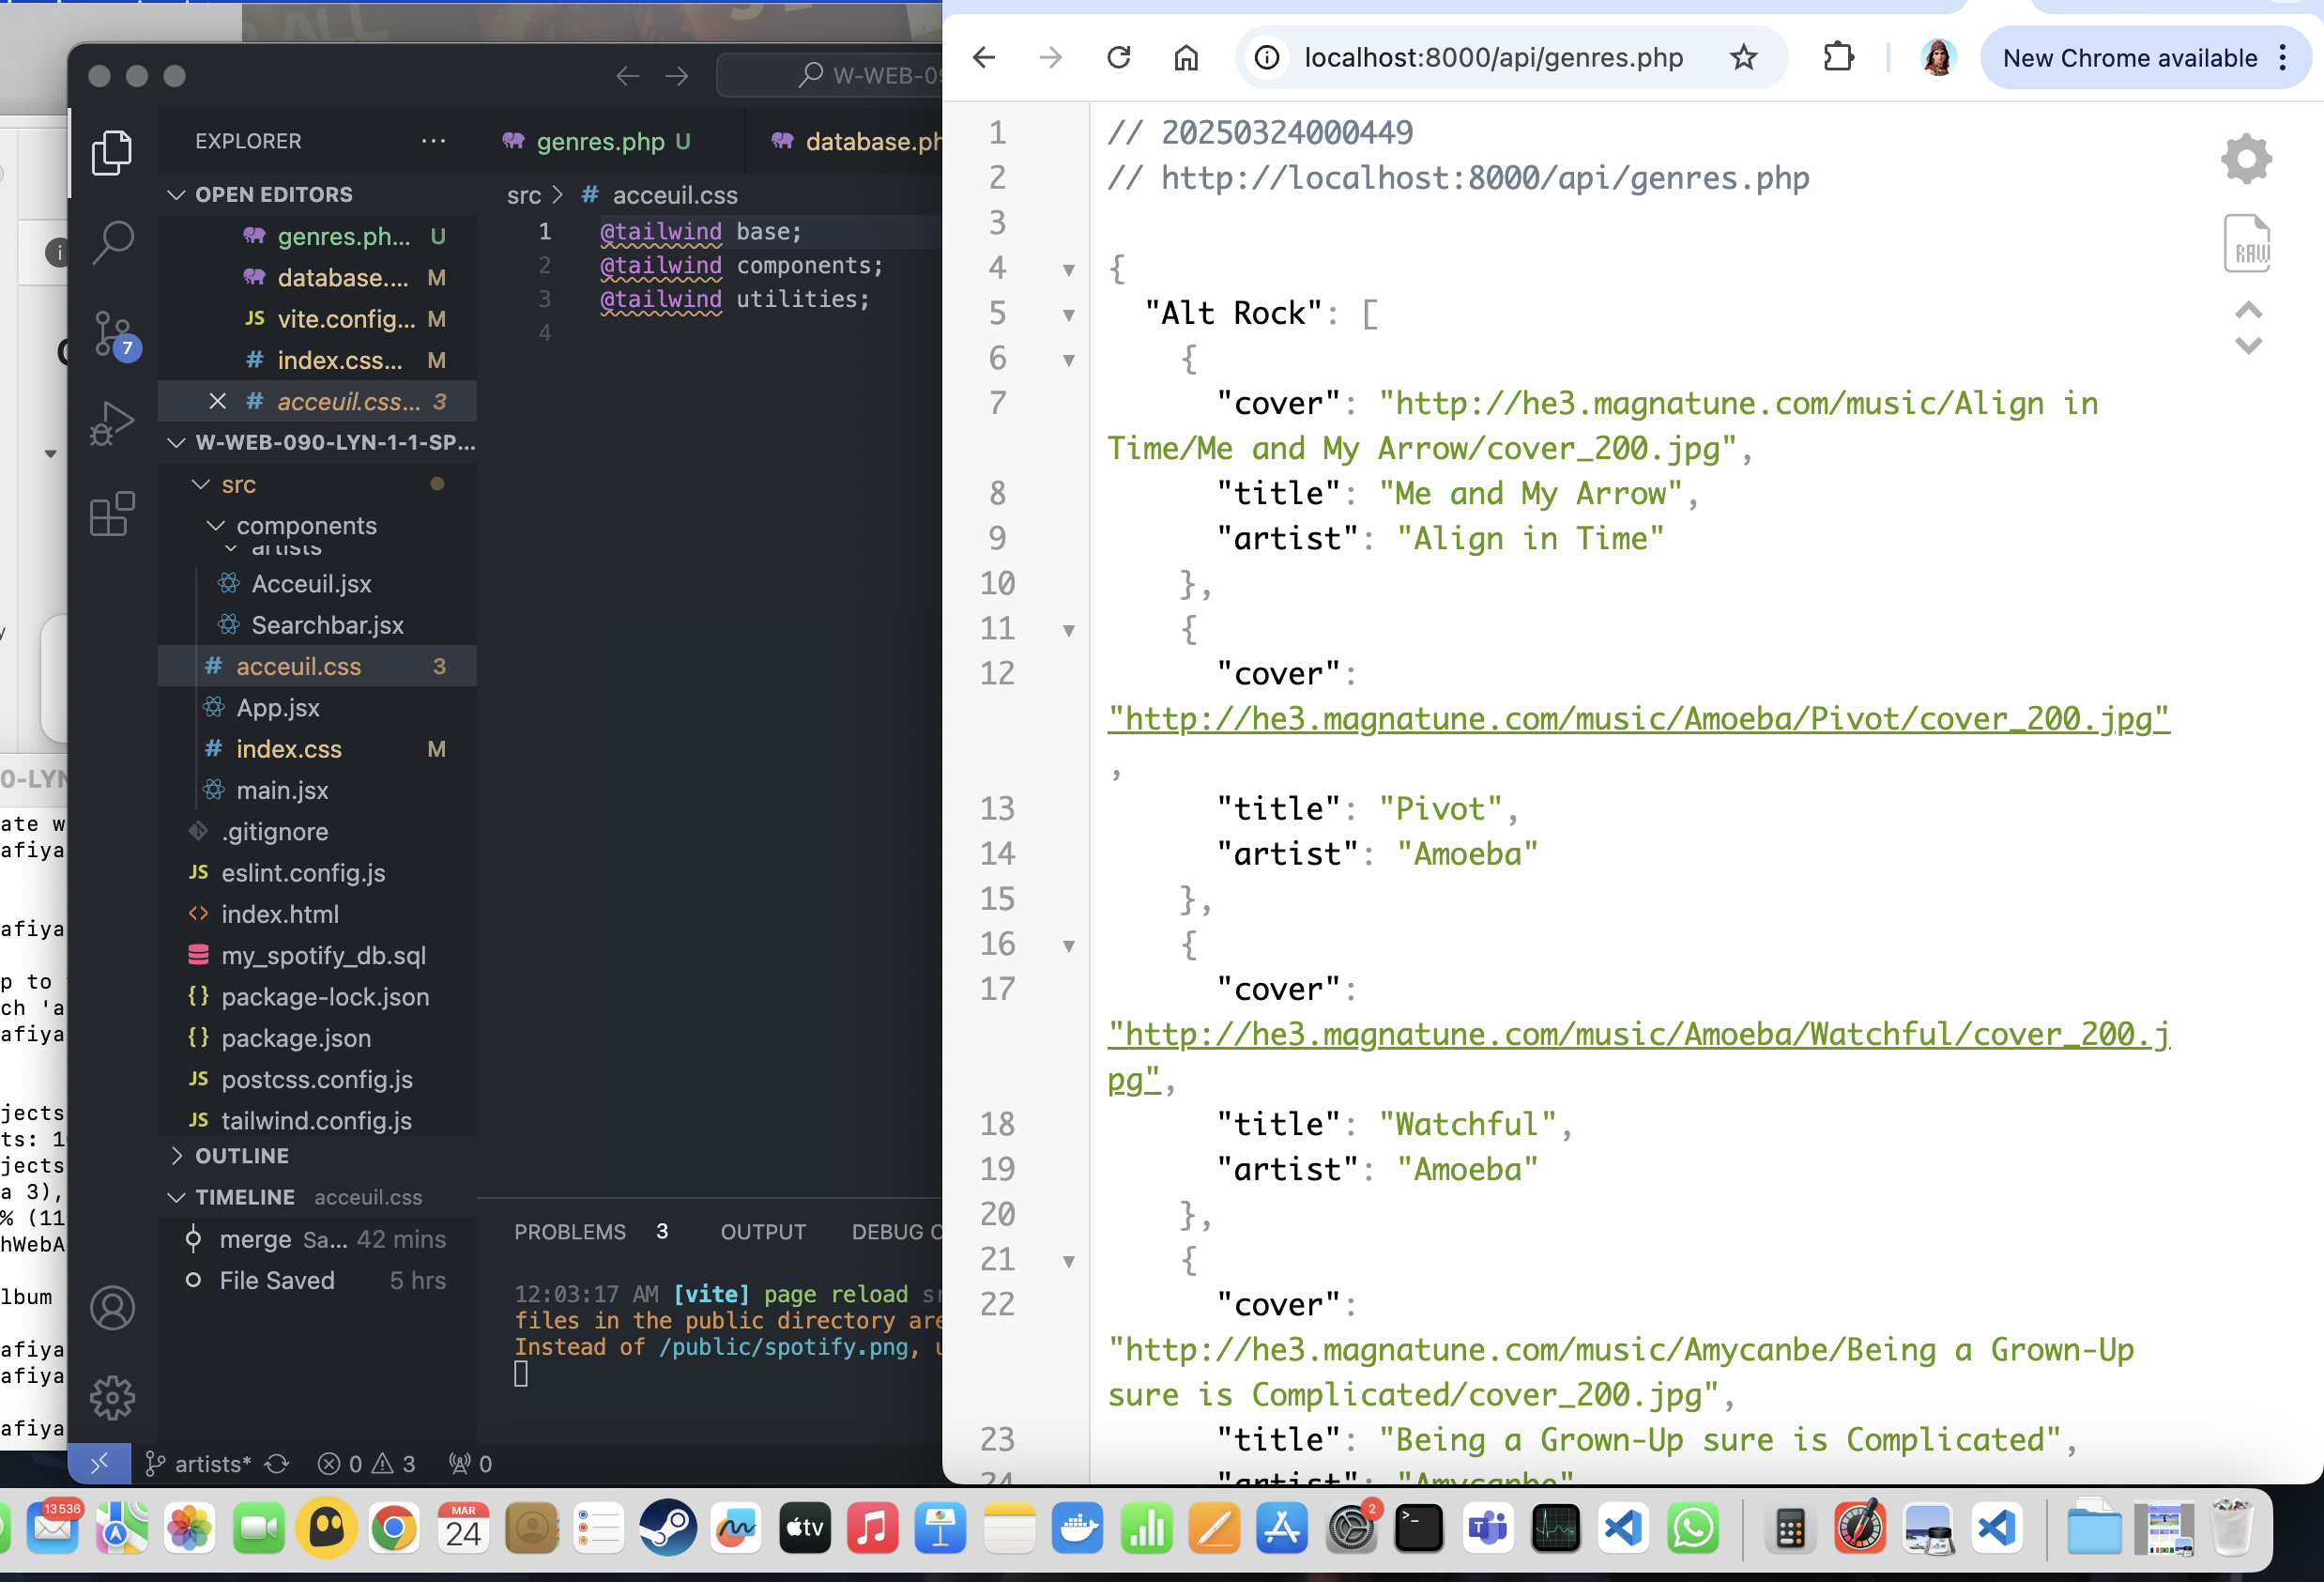 W-WEB-09
localhost:8000/api/genres.php
New Chrome available
EXPLORER
genres.php U
database.ph
OPEN EDITORS
src > # acceuil.css
genres.ph... U
database.... M
JS vite.config... M
# index.css... M
# acceuil.css... 3
W-WEB-090-LYN-1-1-SP...
src
components
artists
Acceuil.jsx
Searchbar.jsx
# acceuil.css 3
App.jsx
# index.css M
main.jsx
.gitignore
JS eslint.config.js
<> index.html
my_spotify_db.sql
{} package-lock.json
{} package.json
JS postcss.config.js
JS tailwind.config.js
OUTLINE
TIMELINE acceuil.css
merge Sa... 42 mins
File Saved 5 hrs
7
1 @tailwind base;
2 @tailwind components;
3 @tailwind utilities;
4
PROBLEMS 3 OUTPUT DEBUG C
12:03:17 AM [vite] page reload sr
files in the public directory are
Instead of /public/spotify.png, u
artists* 0 3 0
0-LYN
ate w
afiya
afiya
p to
ch 'a
afiya
jects
ts: 1
jects
a 3),
% (11
hWebA
lbum
afiya
afiya
afiya
1 // 20250324000449
2 // http://localhost:8000/api/genres.php
3
4 {
5 "Alt Rock": [
6 {
7 "cover": "http://he3.magnatune.com/music/Align in
Time/Me and My Arrow/cover_200.jpg",
8 "title": "Me and My Arrow",
9 "artist": "Align in Time"
10 },
11 {
12 "cover":
"http://he3.magnatune.com/music/Amoeba/Pivot/cover_200.jpg"
,
13 "title": "Pivot",
14 "artist": "Amoeba"
15 },
16 {
17 "cover":
"http://he3.magnatune.com/music/Amoeba/Watchful/cover_200.j
pg",
18 "title": "Watchful",
19 "artist": "Amoeba"
20 },
21 {
22 "cover":
"http://he3.magnatune.com/music/Amycanbe/Being a Grown-Up
sure is Complicated/cover_200.jpg",
23 "title": "Being a Grown-Up sure is Complicated",
24 "artist": "Amycanbe"
RAW
13 536
MAR
24
tv
2